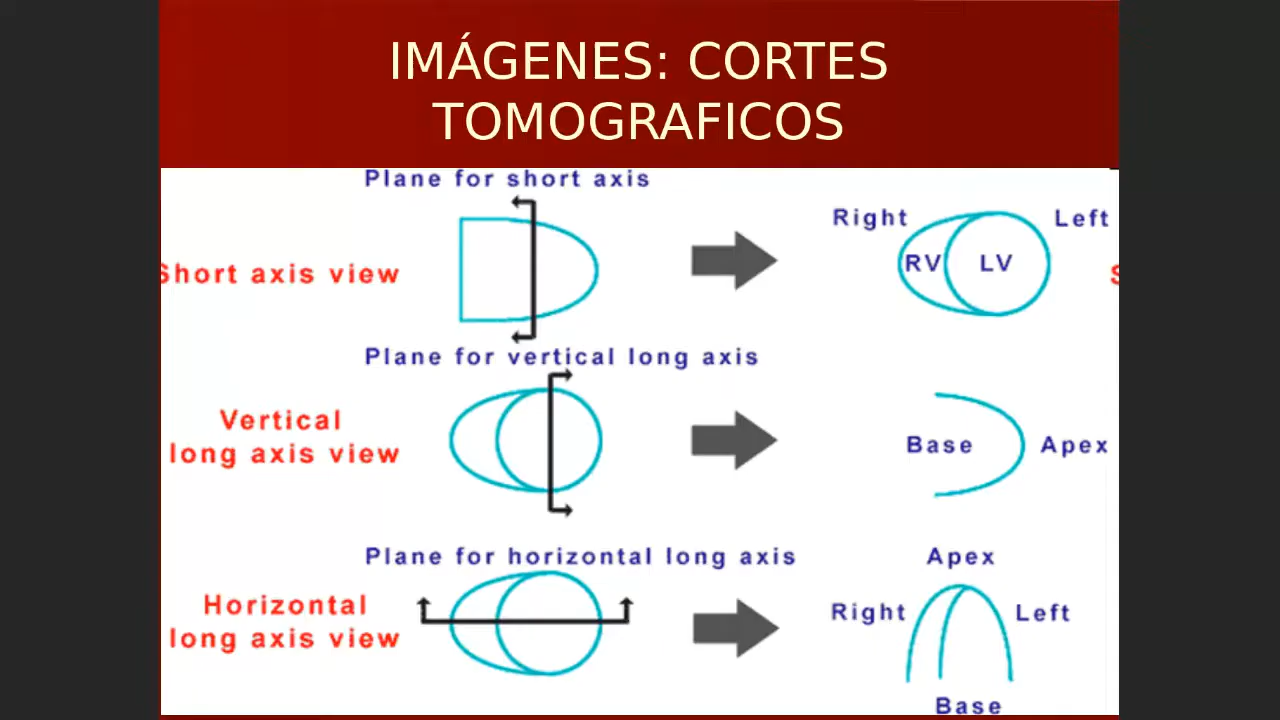 IMÁGENES: CORTES
TOMOGRAFICOS
Plane for short axis
Short axis view
Right
Left
RV
LV
Plane for vertical long axis
Vertical
long axis view
Base
Apex
Plane for horizontal long axis
Horizontal
long axis view
Apex
Right
Left
Base